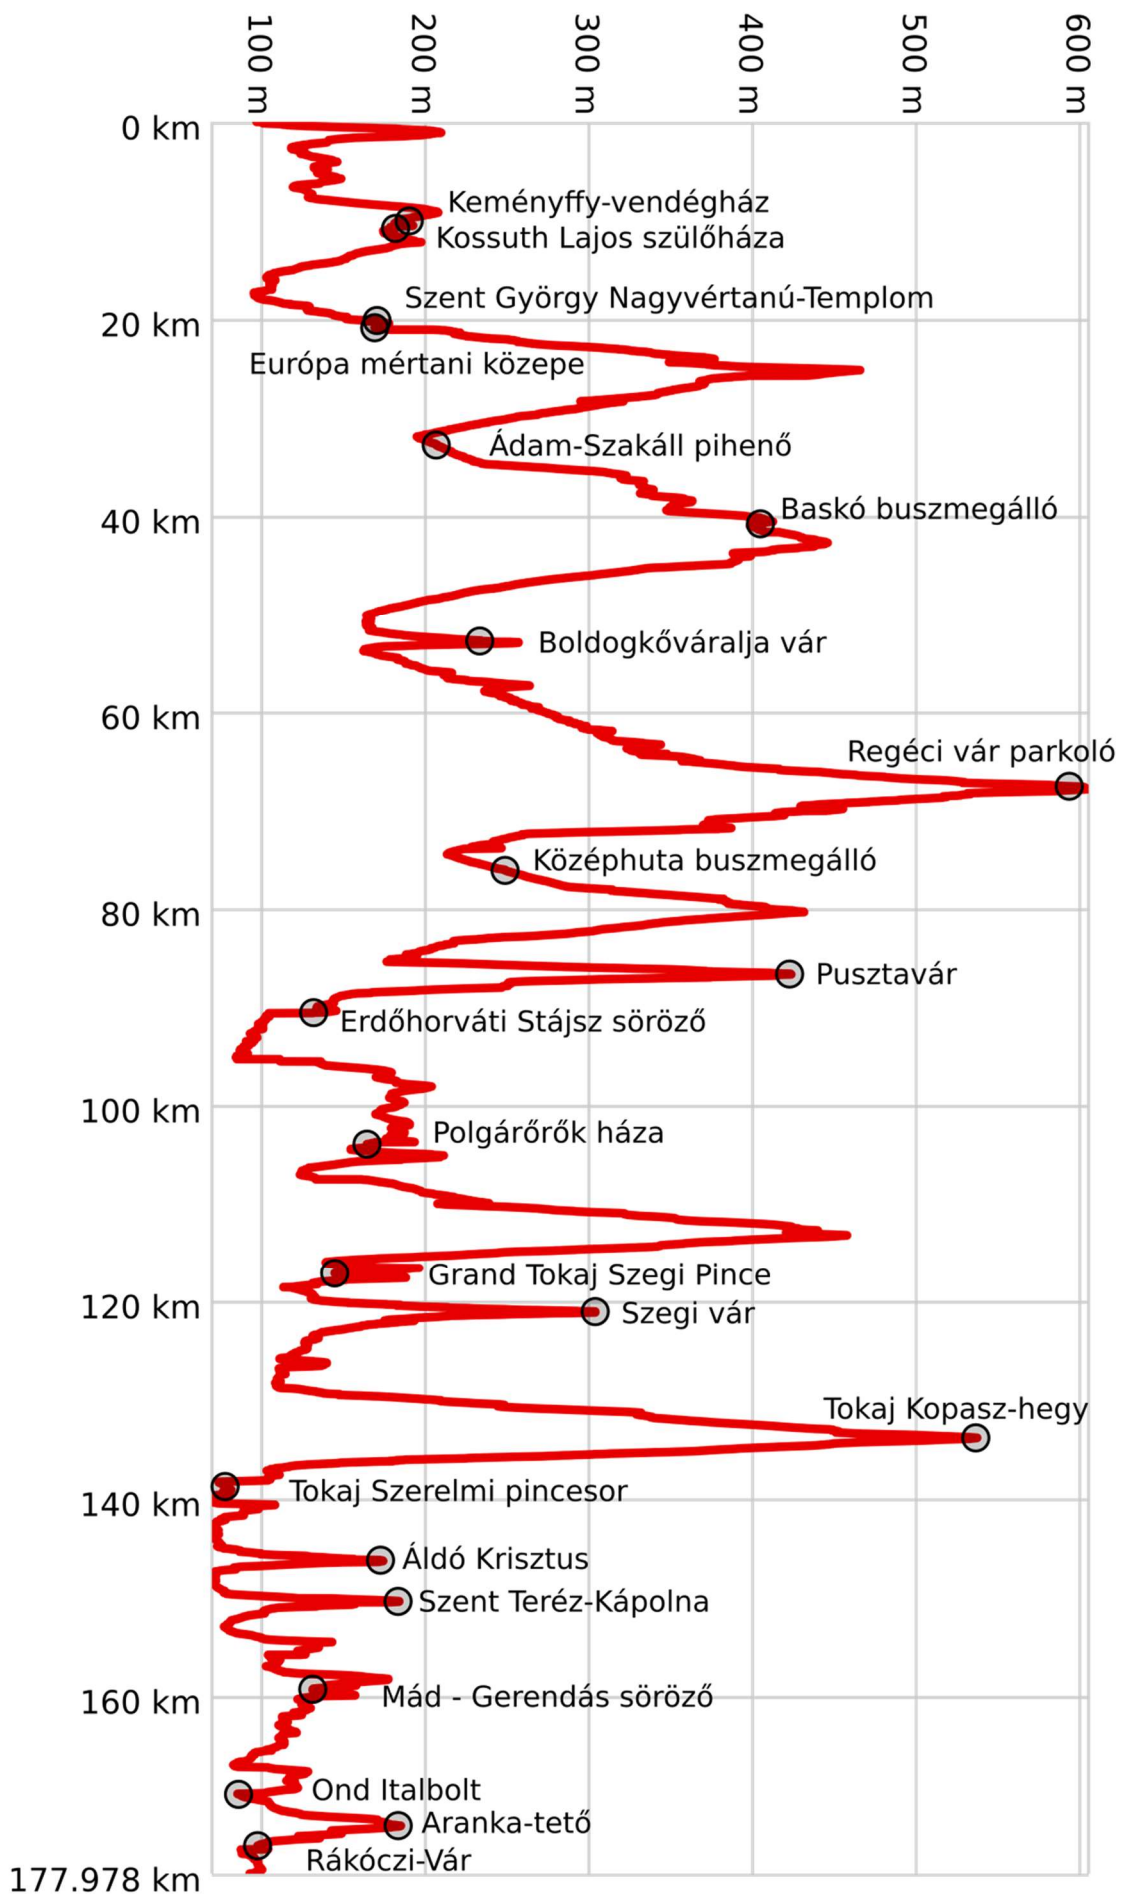 100 m
200 m
300 m
400 m
500 m
600 m
0 km
Keményffy-vendégház
Kossuth Lajos szülőháza
Szent György Nagyvértanú-Templom
20 km
Európa mértani közepe
Ádam-Szakáll pihenő
Baskó buszmegálló
40 km
Boldogkőváralja vár
60 km
Regéci vár parkoló
Középhuta buszmegálló
80 km
Pusztavár
Erdőhorváti Stájsz söröző
100 km
Polgárőrők háza
Grand Tokaj Szegi Pince
120 km
Szegi vár
Tokaj Kopasz-hegy
Tokaj Szerelmi pincesor
140 km
Áldó Krisztus
Szent Teréz-Kápolna
160 km
Mád - Gerendás söröző
Ond Italbolt
Aranka-tető
Rákóczi-Vár
177.978 km